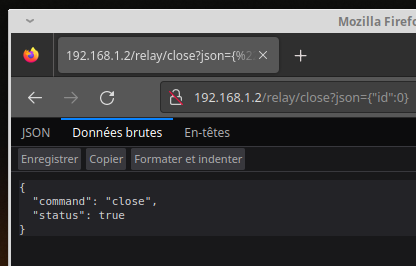 Mozilla Firefo
192.168.1.2/relay/close?json={%2
192.168.1.2/relay/close?json={"id":0}
JSON Données brutes En-têtes
Enregistrer Copier Formater et indenter
{
"command": "close",
"status": true
}